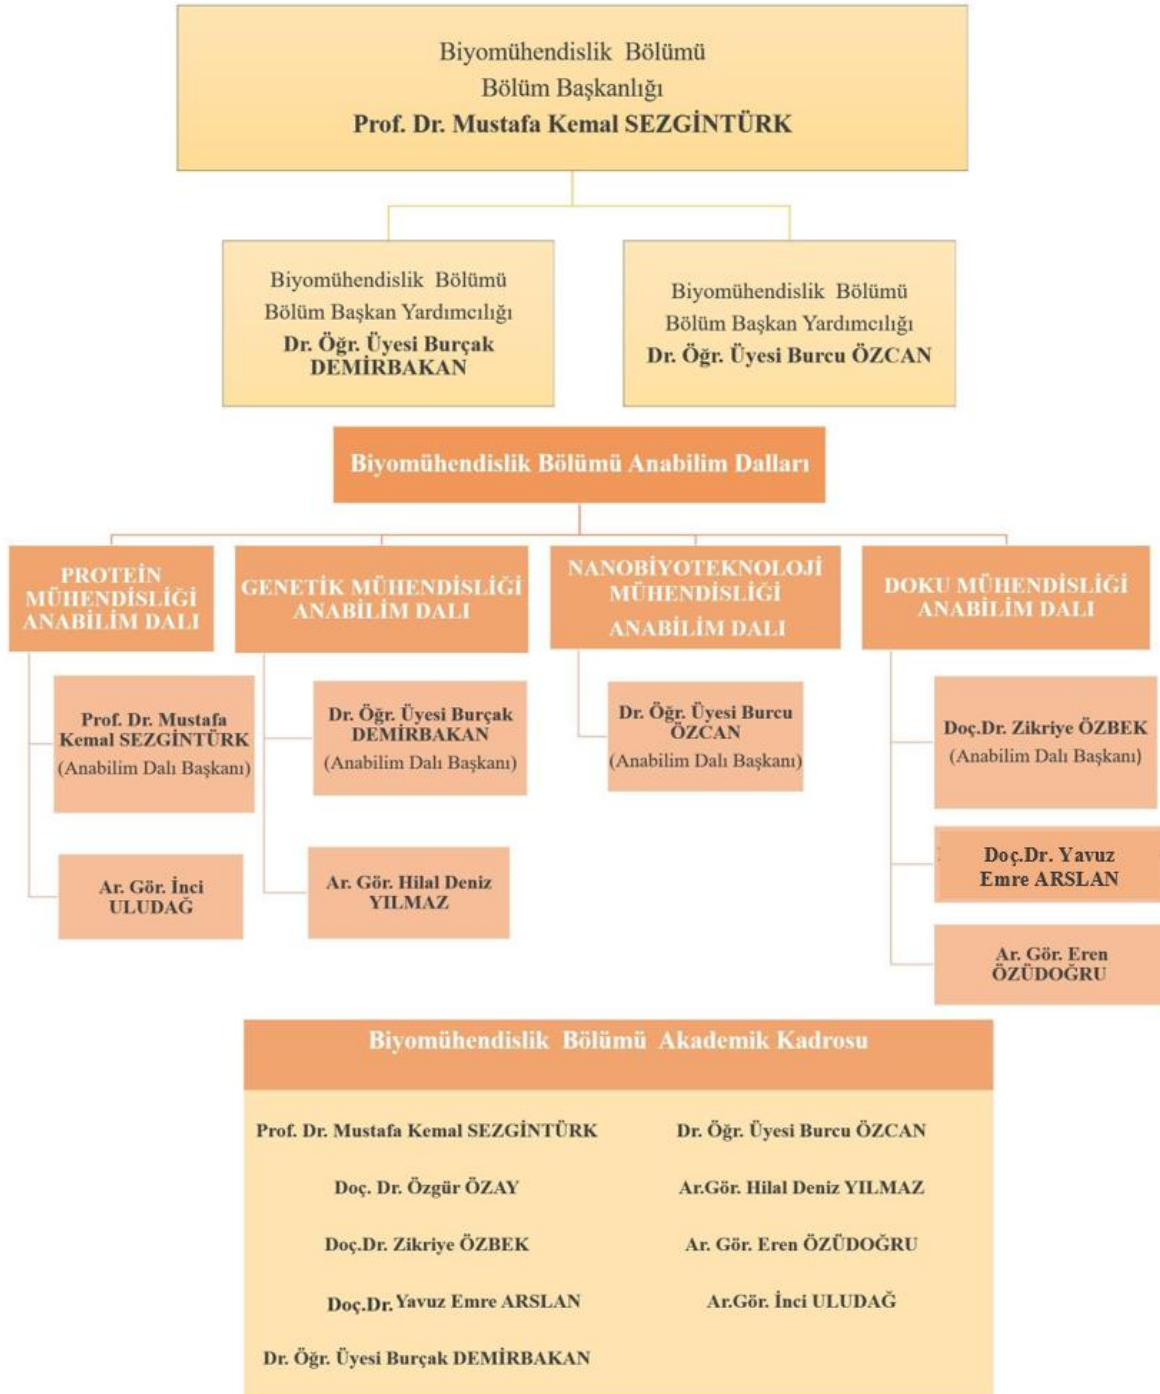 Biyomühendislik Bölümü
Bölüm Başkanlığı
Prof. Dr. Mustafa Kemal SEZGİNTÜRK
Biyomühendislik Bölümü
Bölüm Başkan Yardımcılığı
Dr. Öğr. Üyesi Burçak
DEMİRBAKAN
Biyomühendislik Bölümü
Bölüm Başkan Yardımcılığı
Dr. Öğr. Üyesi Burcu ÖZCAN
Biyomühendislik Bölümü Anabilim Dalları
PROTEİN
MÜHENDİSLİĞİ
ANABİLİM DALI
Prof. Dr. Mustafa
Kemal SEZGİNTÜRK
(Anabilim Dalı Başkanı)
Ar. Gör. İnci
ULUDAĞ
GENETİK MÜHENDİSLİĞİ
ANABİLİM DALI
Dr. Öğr. Üyesi Burçak
DEMİRBAKAN
(Anabilim Dalı Başkanı)
Ar. Gör. Hilal Deniz
YILMAZ
NANOBİYOTEKNOLOJİ
MÜHENDİSLİĞİ
ANABİLİM DALI
Dr. Öğr. Üyesi Burcu
ÖZCAN
(Anabilim Dalı Başkanı)
DOKU MÜHENDİSLİĞİ
ANABİLİM DALI
Doç.Dr. Zikriye ÖZBEK
(Anabilim Dalı Başkanı)
Doç.Dr. Yavuz
Emre ARSLAN
Ar. Gör. Eren
ÖZÜDOĞRU
Biyomühendislik Bölümü Akademik Kadrosu
Prof. Dr. Mustafa Kemal SEZGİNTÜRK
Doç. Dr. Özgür ÖZAY
Doç.Dr. Zikriye ÖZBEK
Doç.Dr. Yavuz Emre ARSLAN
Dr. Öğr. Üyesi Burçak DEMİRBAKAN
Dr. Öğr. Üyesi Burcu ÖZCAN
Ar.Gör. Hilal Deniz YILMAZ
Ar. Gör. Eren ÖZÜDOĞRU
Ar.Gör. İnci ULUDAĞ